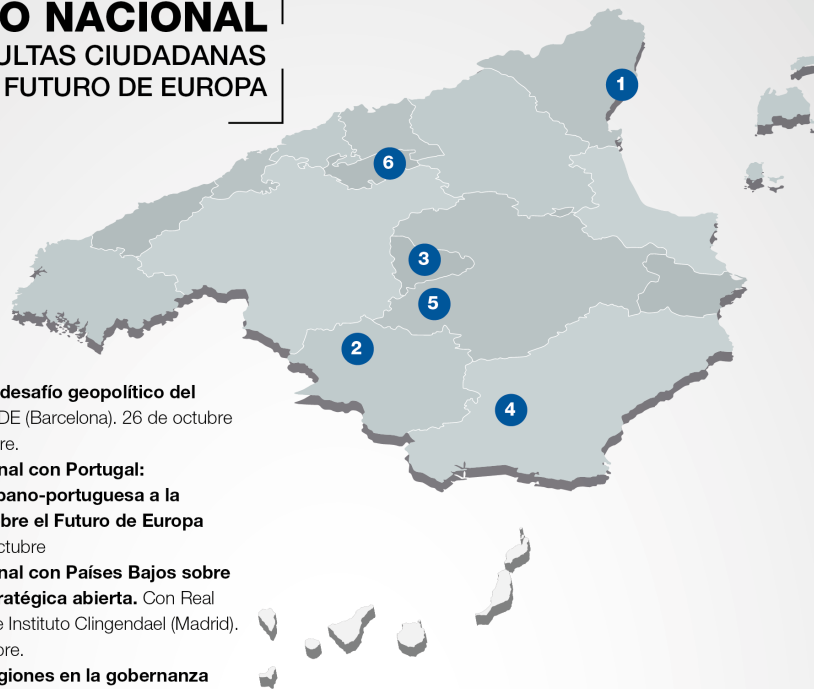 O NACIONAL
ULTAS CIUDADANAS
FUTURO DE EUROPA
1
6
3
5
2
4
desafío geopolítico del
DE (Barcelona). 26 de octubre
re.
nal con Portugal:
pano-portuguesa a la
bre el Futuro de Europa
ctubre
nal con Países Bajos sobre
ratégica abierta. Con Real
e Instituto Clingendael (Madrid).
bre.
giones en la gobernanza